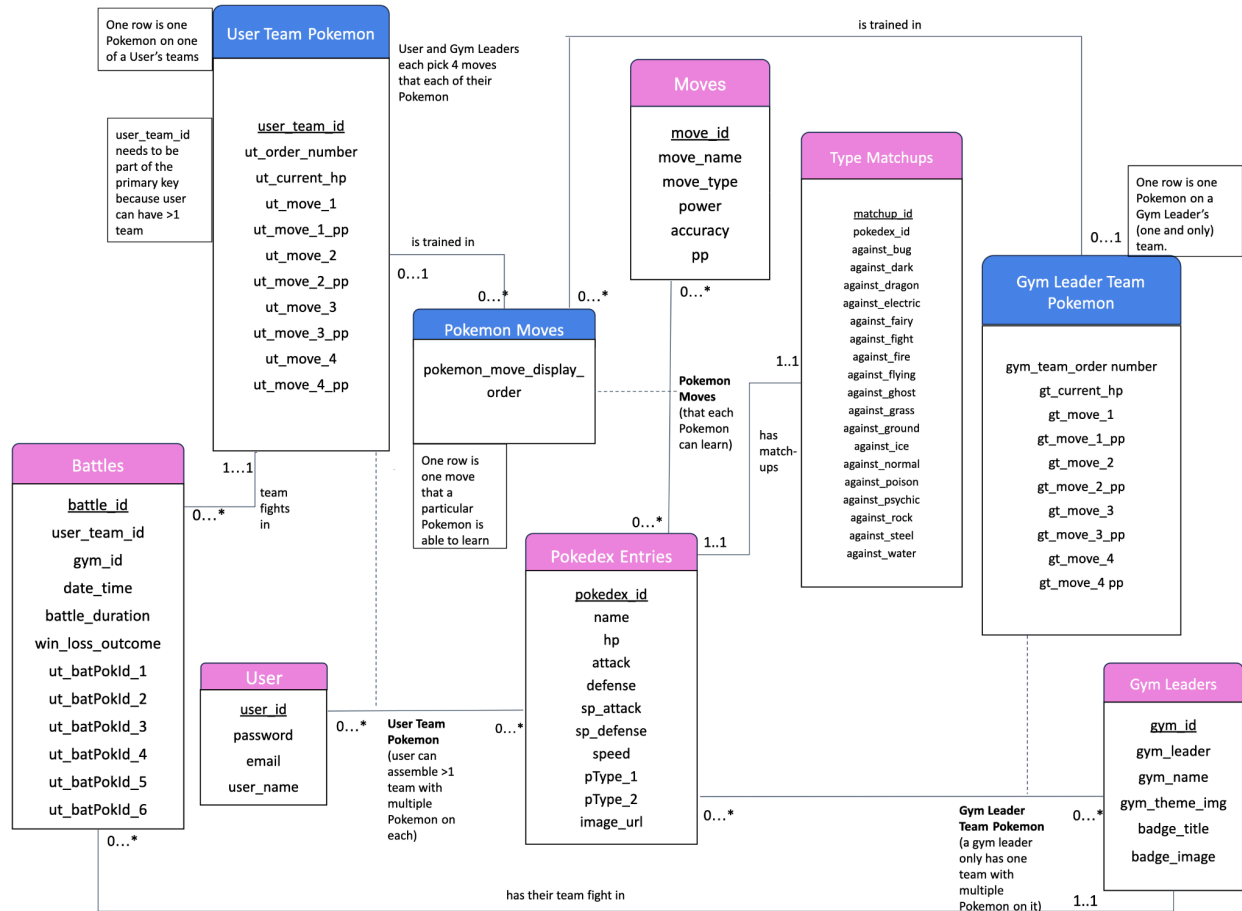 One row is one
Pokemon on one
of a User's teams
User Team Pokemon
user_team_id
ut_order_number
ut_current_hp
ut_move_1
ut_move_1_pp
ut_move_2
ut_move_2_pp
ut_move_3
ut_move_3_pp
ut_move_4
ut_move_4_pp
user_team_id
needs to be
part of the
primary key
because user
can have >1
team
User and Gym Leaders
each pick 4 moves
that each of their
Pokemon
is trained in
0...1
0...*
is trained in
0...*
0...1
Moves
move_id
move_name
move_type
power
accuracy
pp
0...*
Type Matchups
matchup_id
pokedex_id
against_bug
against_dark
against_dragon
against_electric
against_fairy
against_fight
against_fire
against_flying
against_ghost
against_grass
against_ground
against_ice
against_normal
against_poison
against_psychic
against_rock
against_steel
against_water
One row is one
Pokemon on a
Gym Leader's
(one and only)
team.
Gym Leader Team
Pokemon
gym_team_order number
gt_current_hp
gt_move_1
gt_move_1_pp
gt_move_2
gt_move_2_pp
gt_move_3
gt_move_3_pp
gt_move_4
gt_move_4 pp
Pokemon Moves
pokemon_move_display_
order
One row is
one move
that a
particular
Pokemon is
able to learn
Pokemon
Moves
(that each
Pokemon
can learn)
1..1
has
match-
ups
0...*
1..1
Battles
battle_id
user_team_id
gym_id
date_time
battle_duration
win_loss_outcome
ut_batPokId_1
ut_batPokId_2
ut_batPokId_3
ut_batPokId_4
ut_batPokId_5
ut_batPokId_6
1...1
team
fights
in
0...*
User
user_id
password
email
user_name
0...*
User Team
Pokemon
(user can
assemble >1
team with
multiple
Pokemon on
each)
0...*
Pokedex Entries
pokedex_id
name
hp
attack
defense
sp_attack
sp_defense
speed
pType_1
pType_2
image_url
0...*
Gym Leader
Team Pokemon
(a gym leader
only has one
team with
multiple
Pokemon on it)
0...*
Gym Leaders
gym_id
gym_leader
gym_name
gym_theme_img
badge_title
badge_image
0...*
has their team fight in
1..1